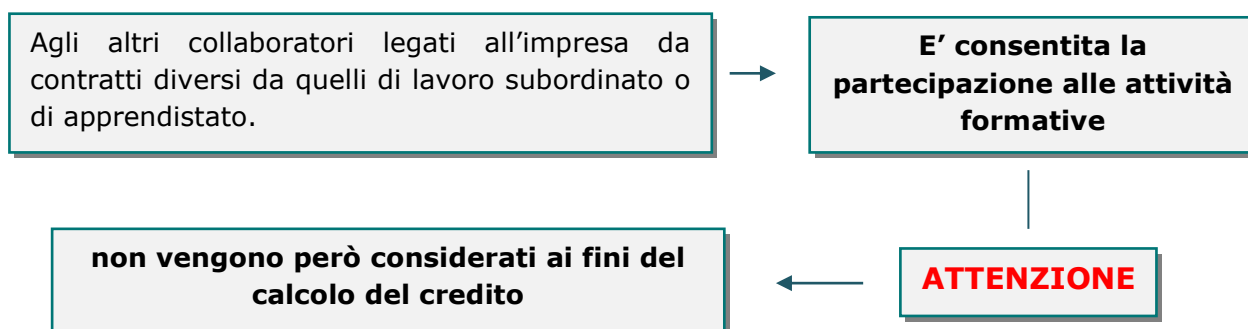 Agli altri collaboratori legati all’impresa da
contratti diversi da quelli di lavoro subordinato o
di apprendistato.
E’ consentita la
partecipazione alle attività
formative
ATTENZIONE
non vengono però considerati ai fini del
calcolo del credito